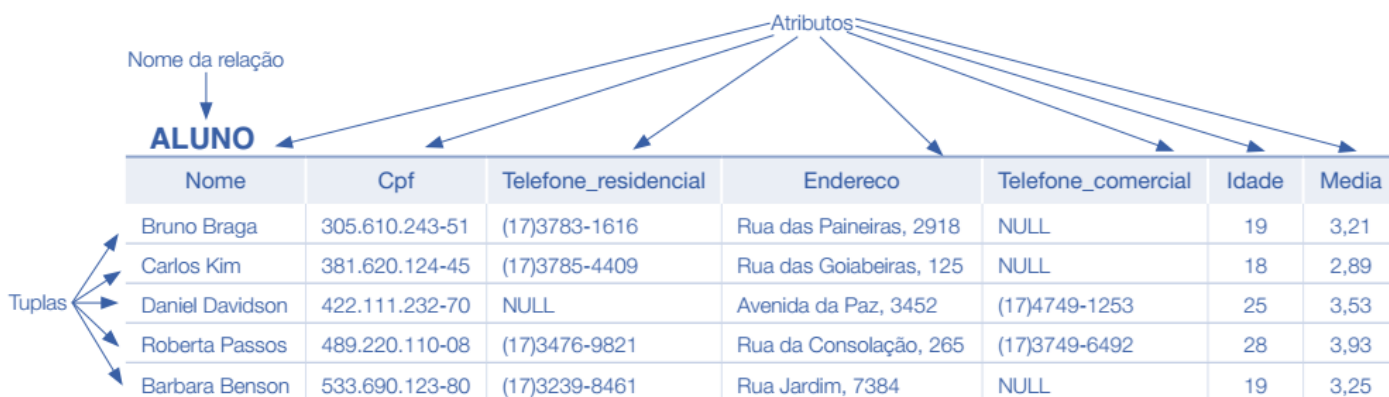 Atributos
Nome da relação
ALUNO
Nome Cpf Telefone_residencial Endereco Telefone_comercial Idade Media
Bruno Braga 305.610.243-51 (17)3783-1616 Rua das Paineiras, 2918 NULL 19 3,21
Carlos Kim 381.620.124-45 (17)3785-4409 Rua das Goiabeiras, 125 NULL 18 2,89
Tuplas Daniel Davidson 422.111.232-70 NULL Avenida da Paz, 3452 (17)4749-1253 25 3,53
Roberta Passos 489.220.110-08 (17)3476-9821 Rua da Consolação, 265 (17)3749-6492 28 3,93
Barbara Benson 533.690.123-80 (17)3239-8461 Rua Jardim, 7384 NULL 19 3,25